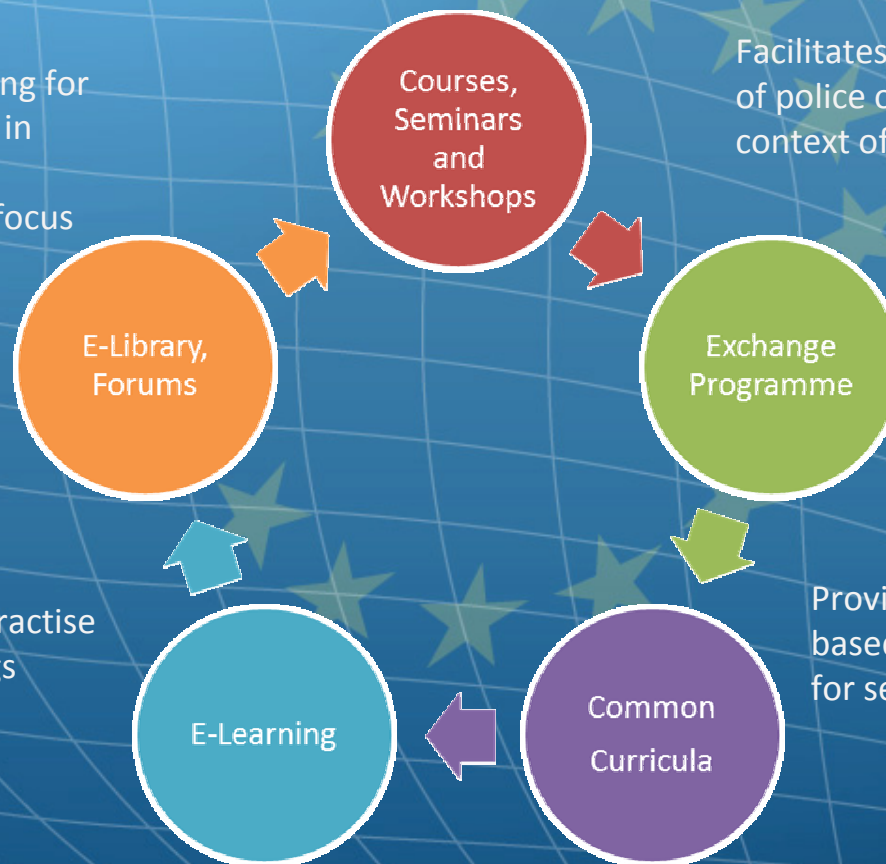 ng for
in
focus
Courses,
Seminars
and
Workshops
Facilitates
of police
context of
E-Library,
Forums
Exchange
Programme
ractise
s
E-Learning
Common
Curricula
Provi
based
for se